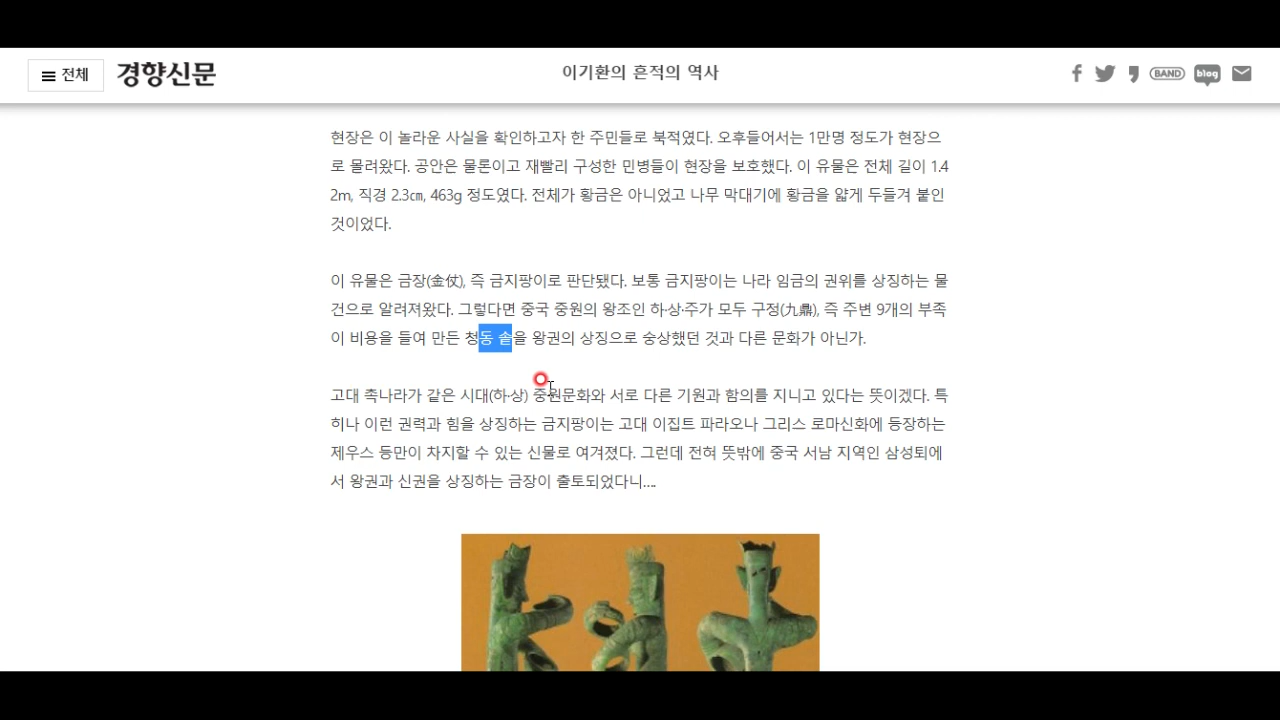 전체
경향신문
이기환의 흔적의 역사
BAND
blog
현장은 이 놀라운 사실을 확인하고자 한 주민들로 북적였다. 오후들어서는 1만명 정도가 현장으
로 몰려왔다. 공안은 물론이고 재빨리 구성한 민병들이 현장을 보호했다. 이 유물은 전체 길이 1.4
2m, 직경 2.3㎝, 463g 정도였다. 전체가 황금은 아니었고 나무 막대기에 황금을 얇게 두들겨 붙인
것이었다.
이 유물은 금장(金仗), 즉 금지팡이로 판단됐다. 보통 금지팡이는 나라 임금의 권위를 상징하는 물
건으로 알려져왔다. 그렇다면 중국 중원의 왕조인 하·상·주가 모두 구정(九鼎), 즉 주변 9개의 부족
이 비용을 들여 만든 청동 솥을 왕권의 상징으로 숭상했던 것과 다른 문화가 아닌가.
고대 촉나라가 같은 시대(하·상) 중원문화와 서로 다른 기원과 함의를 지니고 있다는 뜻이겠다. 특
히나 이런 권력과 힘을 상징하는 금지팡이는 고대 이집트 파라오나 그리스 로마신화에 등장하는
제우스 등만이 차지할 수 있는 신물로 여겨졌다. 그런데 전혀 뜻밖에 중국 서남 지역인 삼성퇴에
서 왕권과 신권을 상징하는 금장이 출토되었다니....